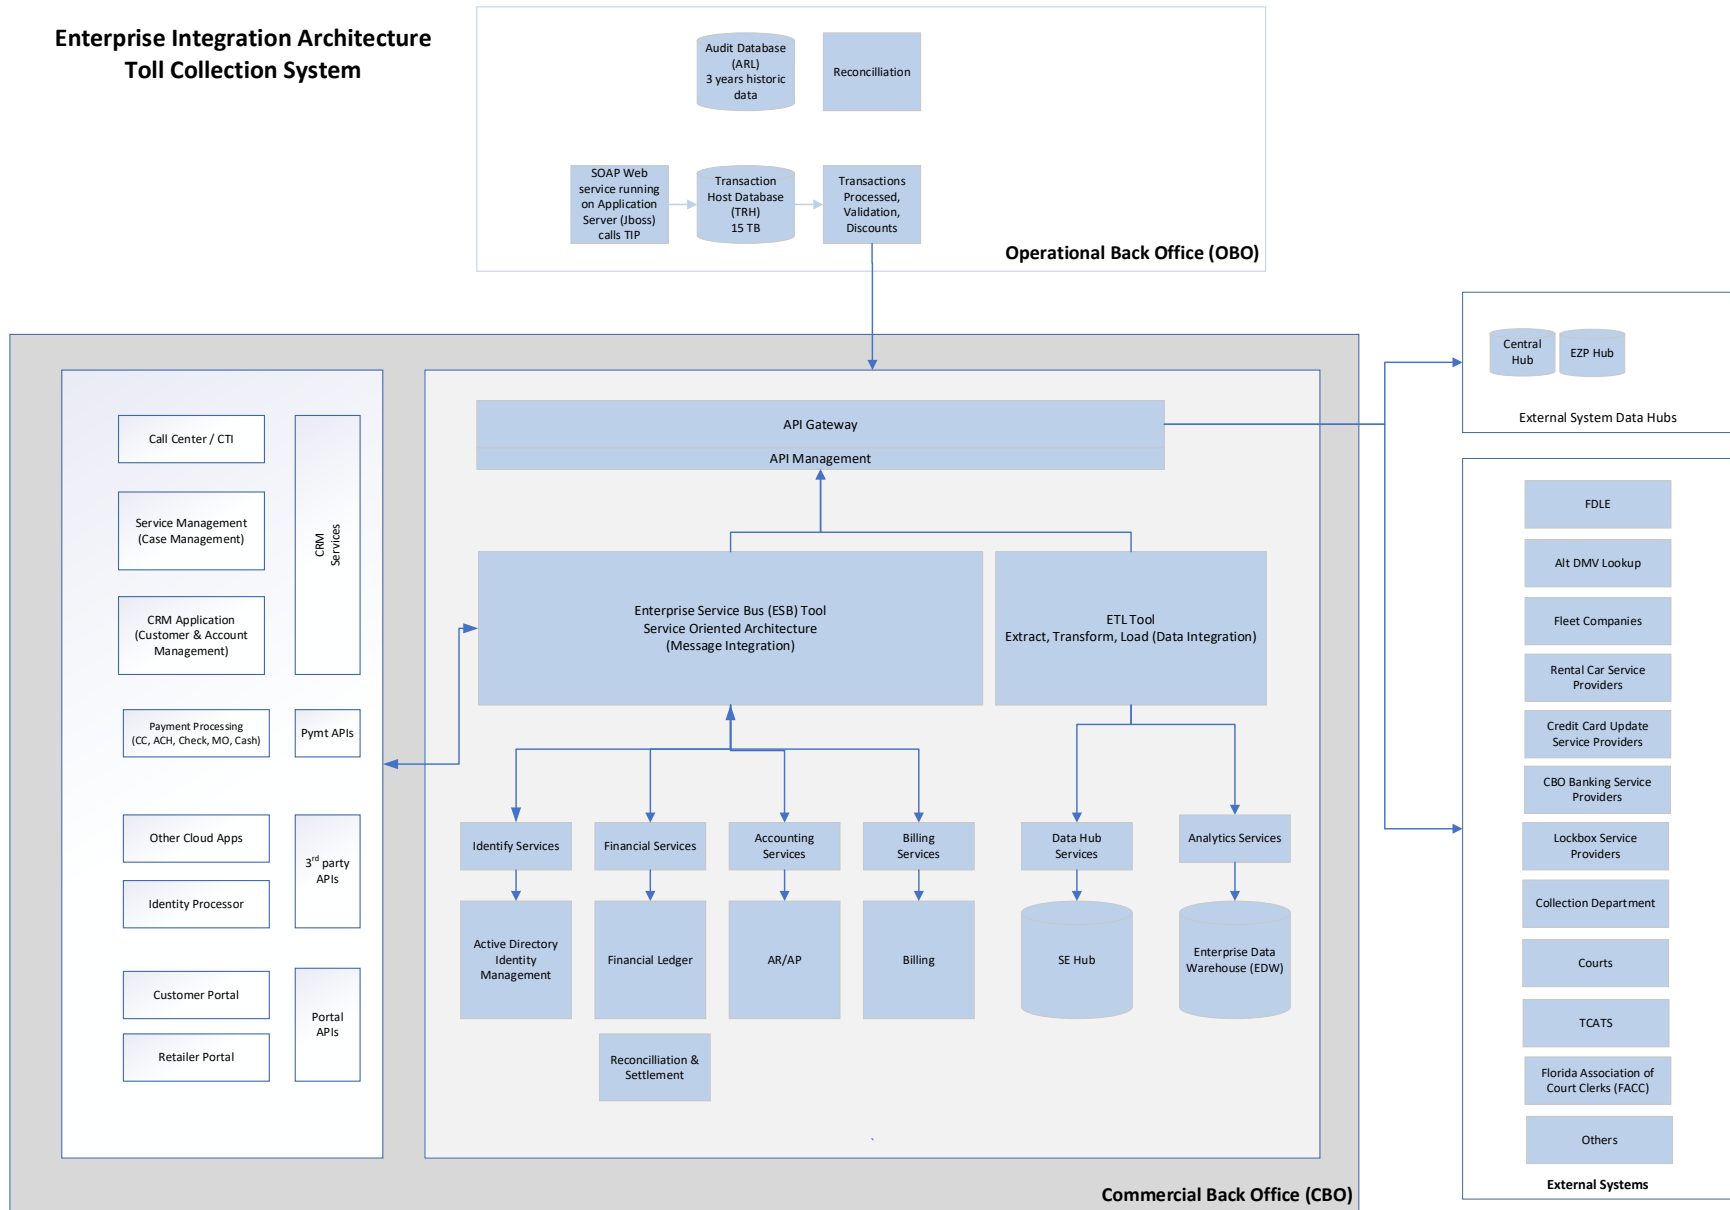 Enterprise Integration Architecture
Toll Collection System
Audit Database
(ARL)
3 years historic
data
Reconcilliation
SOAP Web
service running
on Application
Server (Jboss)
calls TIP
Transaction
Host Database
(TRH)
15 TB
Transactions
Processed,
Validation,
Discounts
Operational Back Office (OBO)
Central
Hub
EZP Hub
External System Data Hubs
Call Center / CTI
Service Management
(Case Management)
CRM Application
(Customer & Account
Management)
CRM
Services
Payment Processing
(CC, ACH, Check, MO, Cash)
Pymt APIs
Other Cloud Apps
Identity Processor
3rd party
APIs
Customer Portal
Retailer Portal
Portal
APIs
API Gateway
API Management
Enterprise Service Bus (ESB) Tool
Service Oriented Architecture
(Message Integration)
ETL Tool
Extract, Transform, Load (Data Integration)
Identify Services
Financial Services
Accounting
Services
Billing
Services
Data Hub
Services
Analytics Services
Active Directory
Identity
Management
Financial Ledger
AR/AP
Billing
SE Hub
Enterprise Data
Warehouse (EDW)
Reconcilliation &
Settlement
Commercial Back Office (CBO)
FDLE
Alt DMV Lookup
Fleet Companies
Rental Car Service
Providers
Credit Card Update
Service Providers
CBO Banking Service
Providers
Lockbox Service
Providers
Collection Department
Courts
TCATS
Florida Association of
Court Clerks (FACC)
Others
External Systems